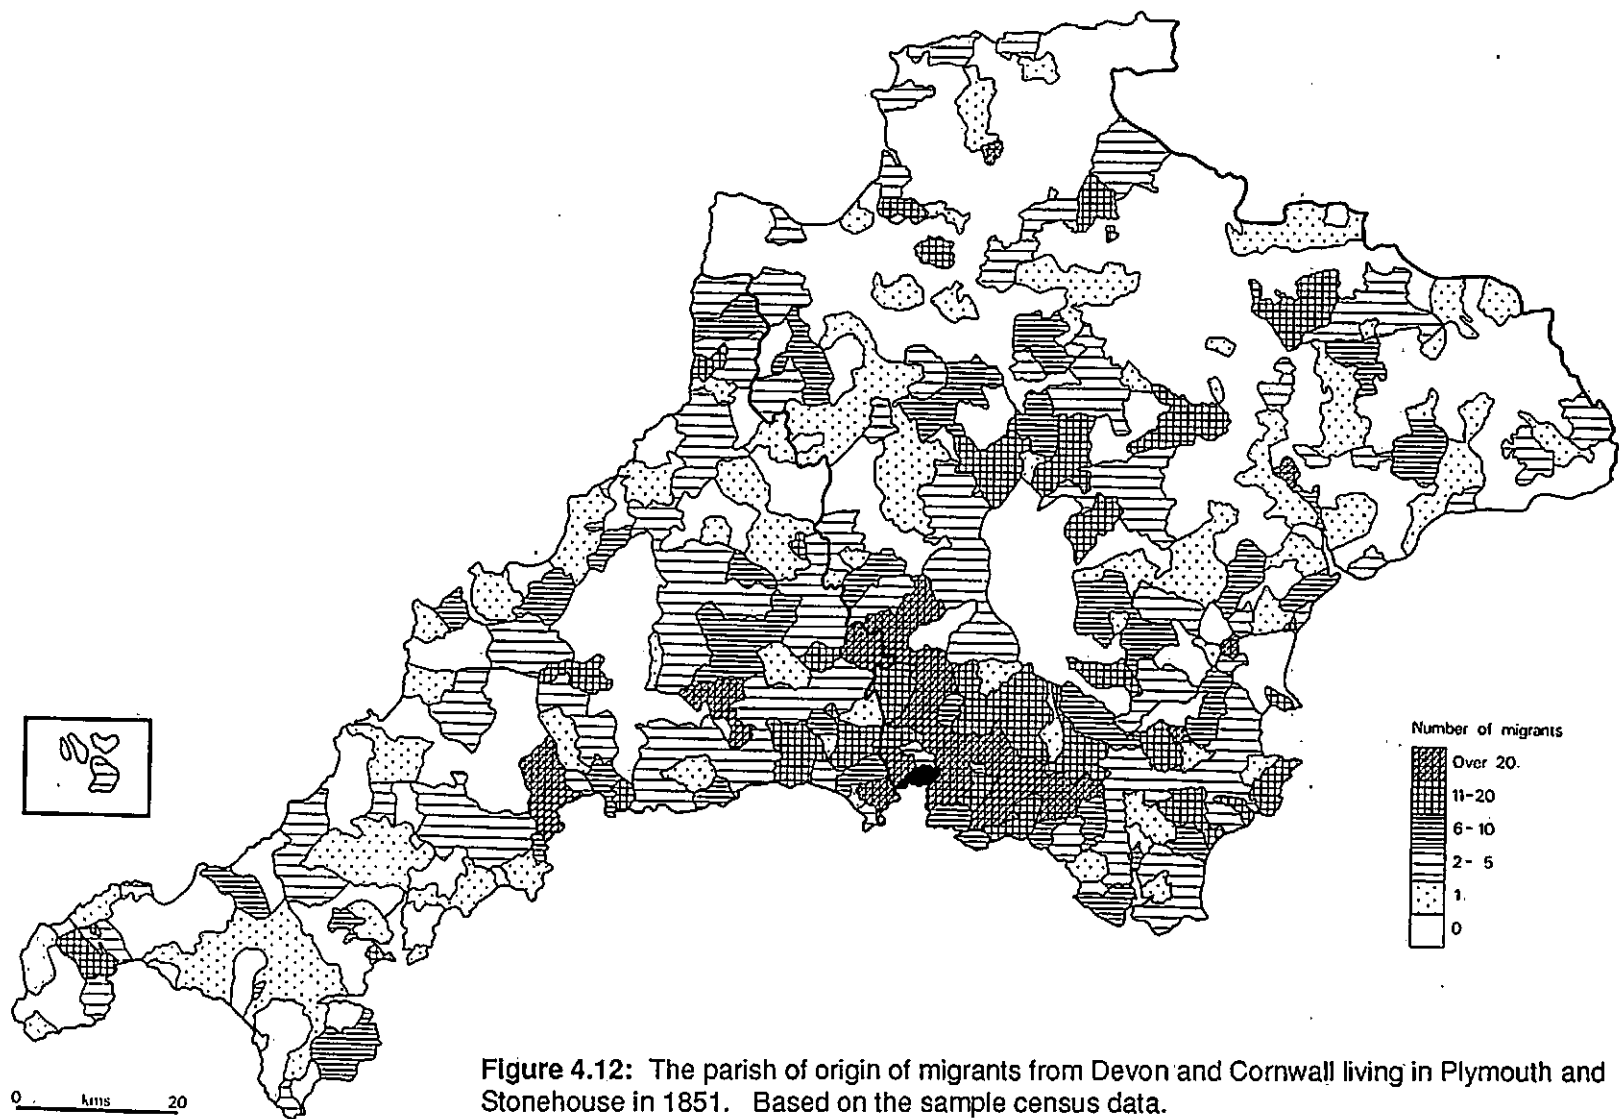 Number of migrants
Over 20.
11-20
6-10
2-5
1.
0
0 kms 20
Figure 4.12: The parish of origin of migrants from Devon and Cornwall living in Plymouth and
Stonehouse in 1851. Based on the sample census data.